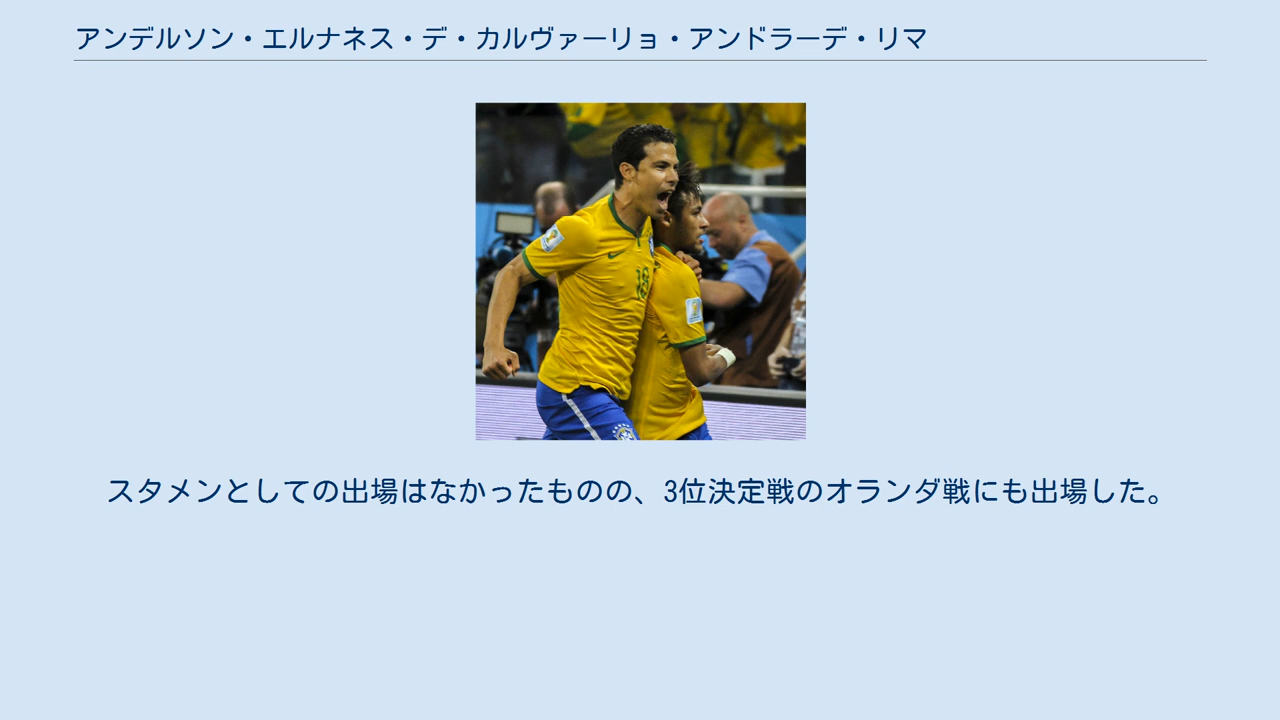 アンデルソン・エルナネス・デ・カルヴァーリョ・アンドラーデ・リマ
18
スタメンとしての出場はなかったものの、3位決定戦のオランダ戦にも出場した。